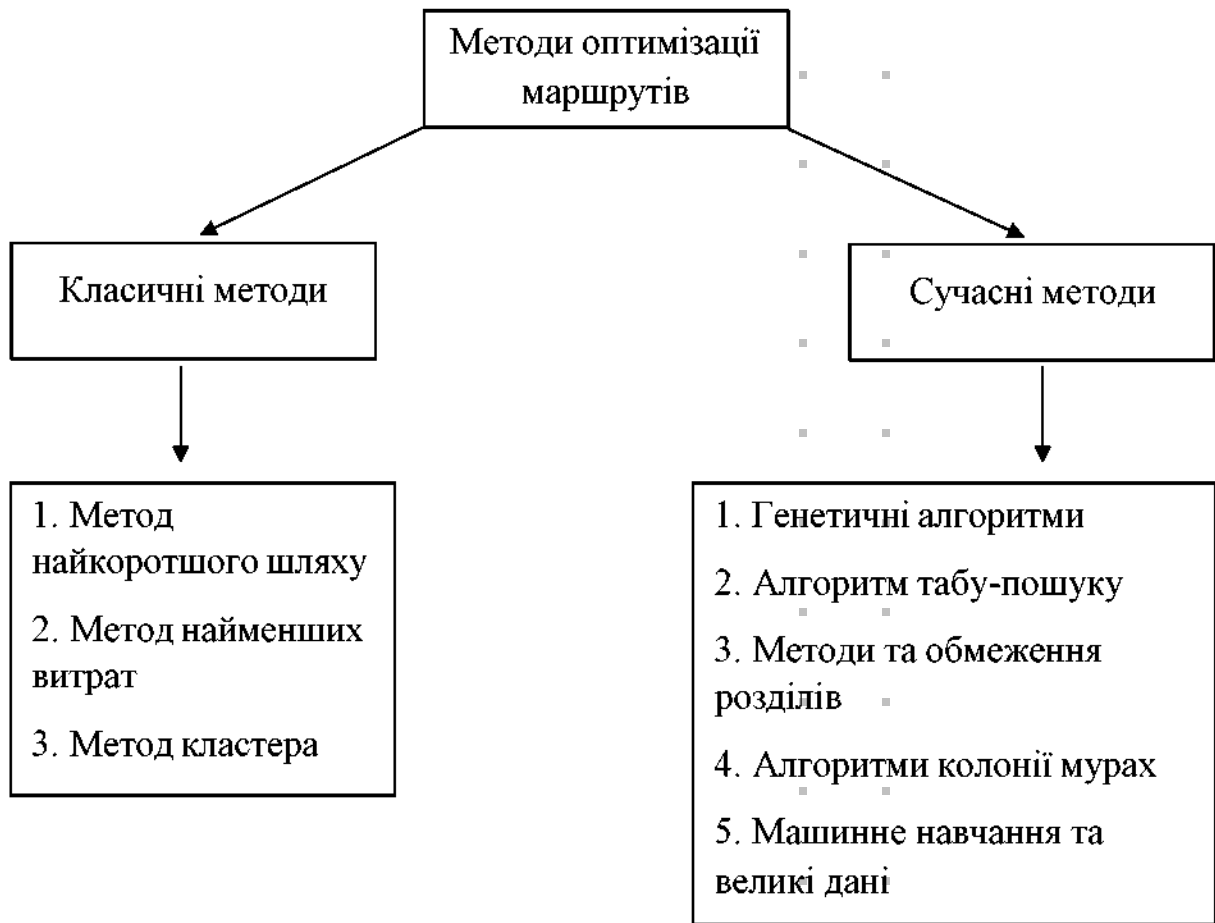 Методи оптимізації
маршрутів
Класичні методи
Сучасні методи
1. Метод
найкоротшого шляху
2. Метод найменших
витрат
3. Метод кластера
1. Генетичні алгоритми
2. Алгоритм табу-пошуку
3. Методи та обмеження
розділів
4. Алгоритми колонії мурах
5. Машинне навчання та
великі дані